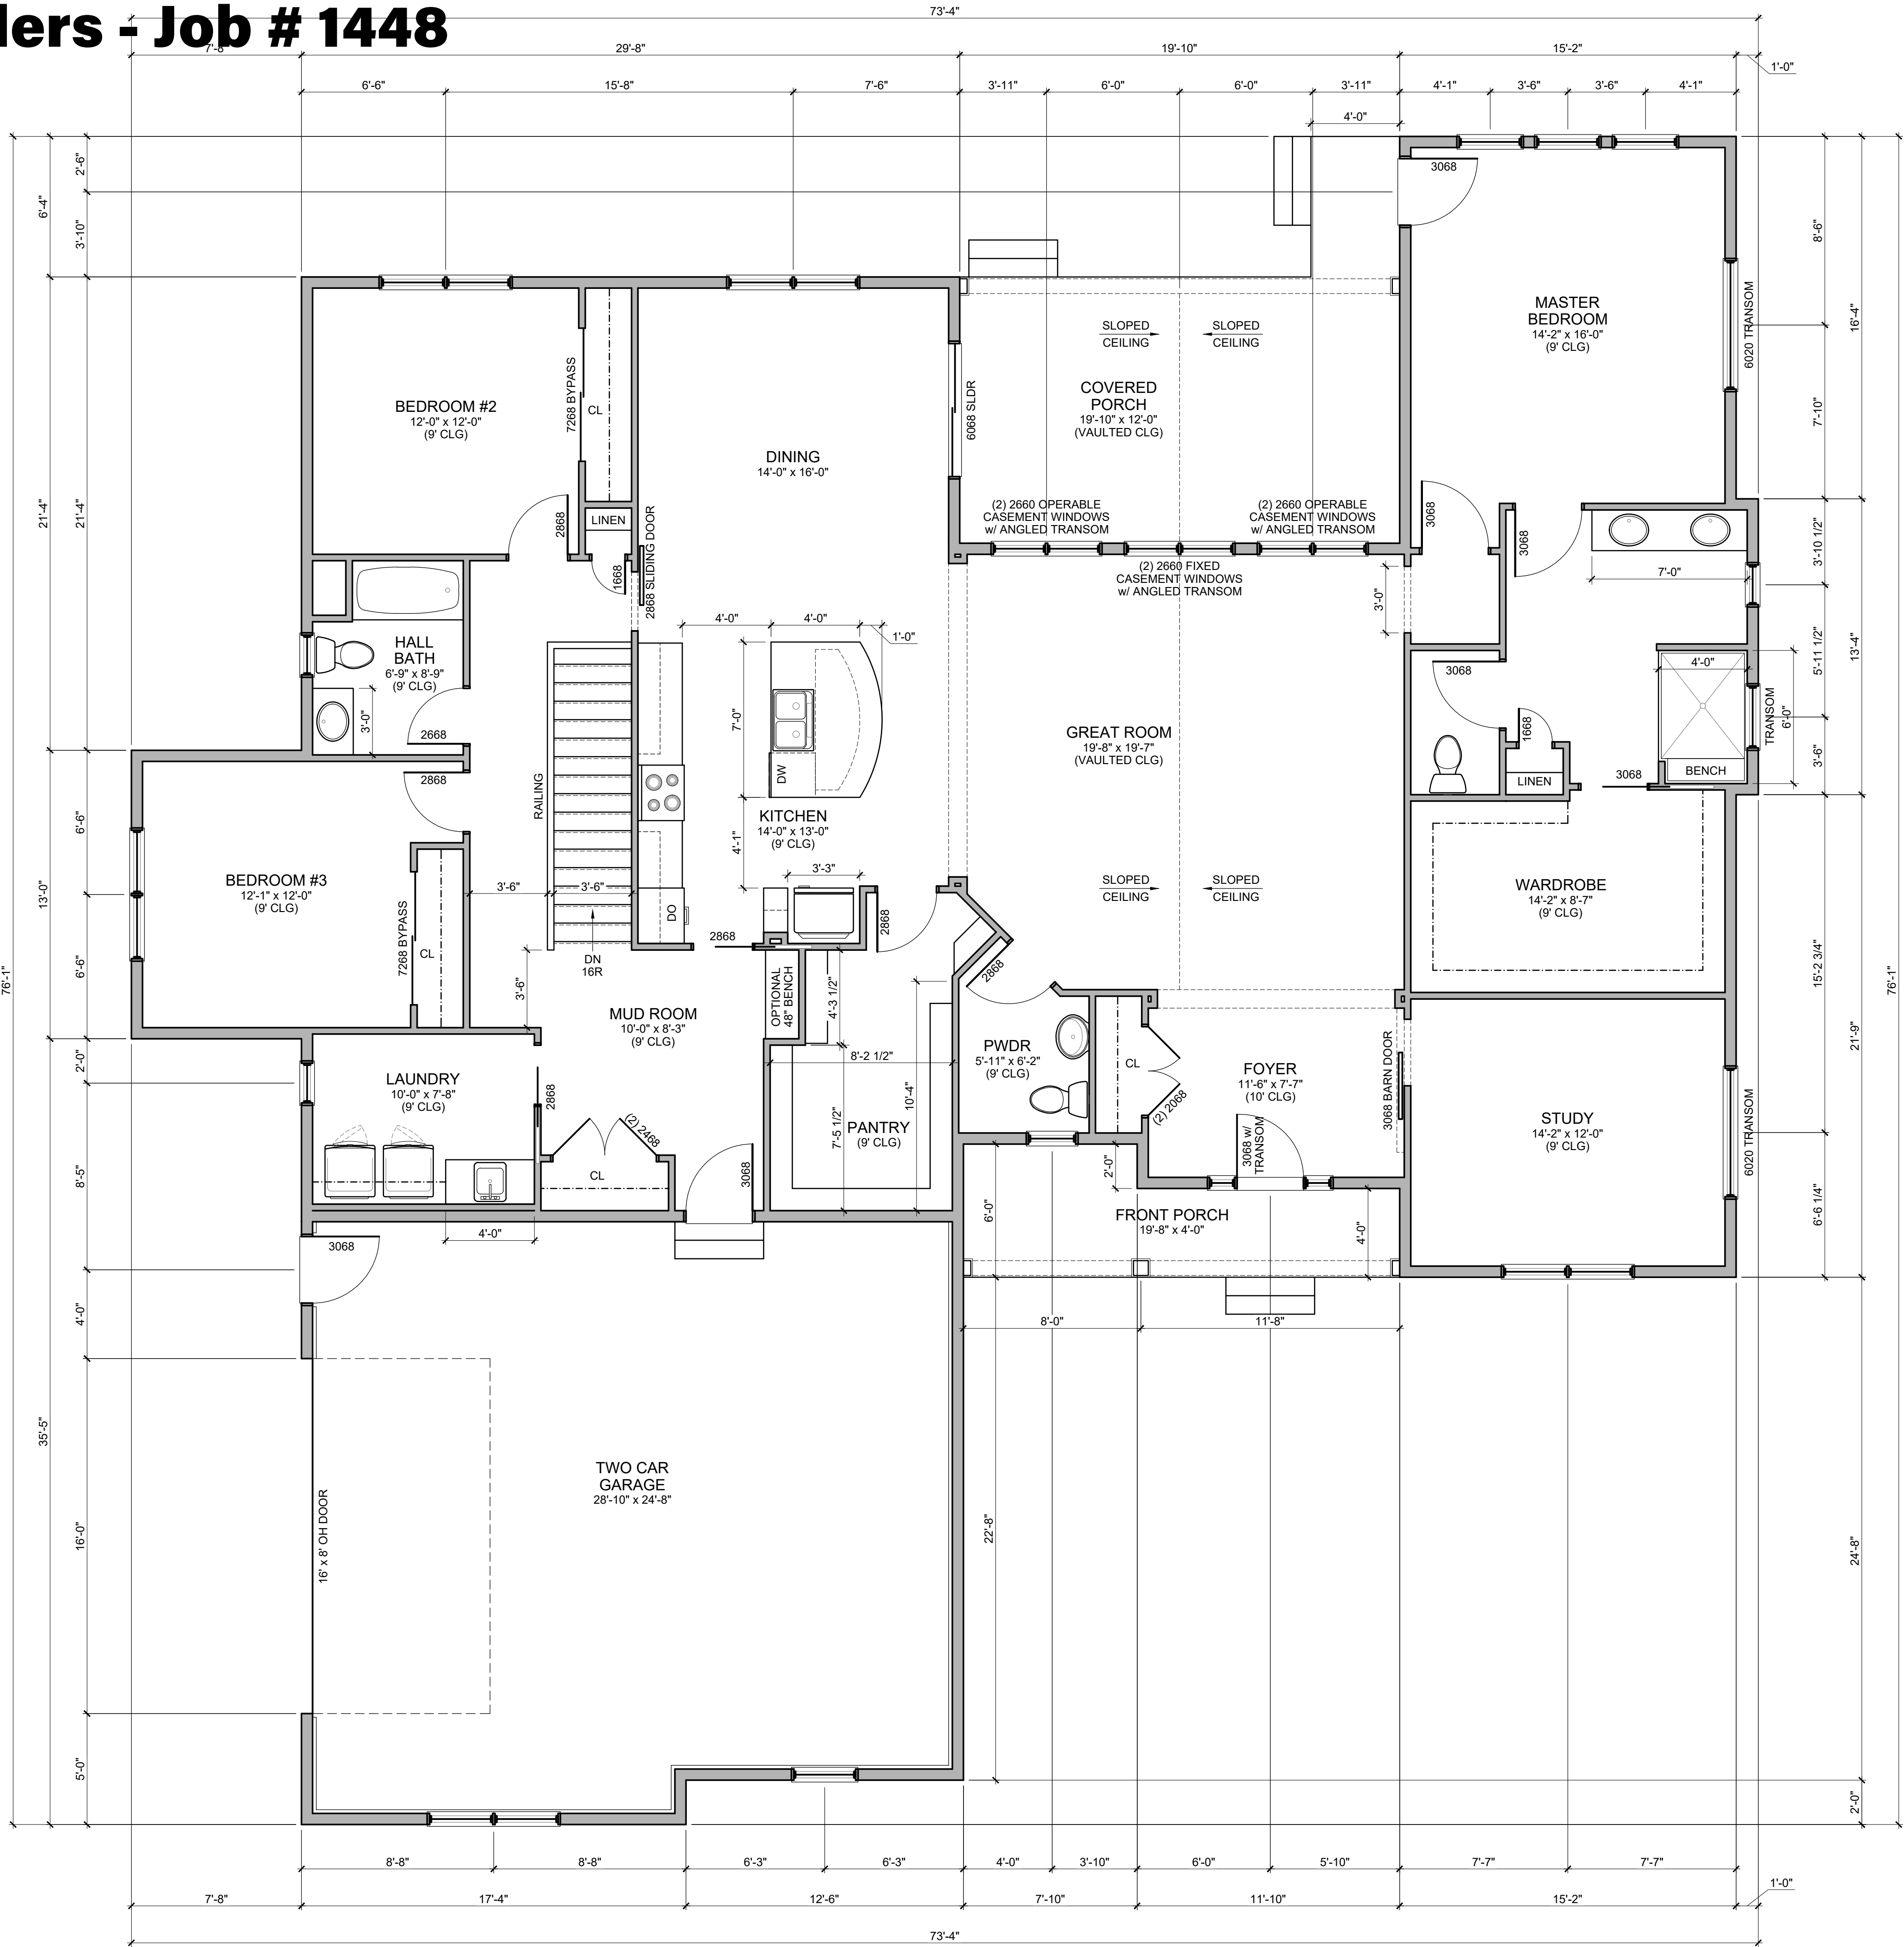 ders - Job # 1448
73'-4"
7'-8"
29'-8"
19'-10"
15'-2"
1'-0"
6'-6"
15'-8"
7'-6"
3'-11"
6'-0"
6'-0"
3'-11"
4'-1"
3'-6"
3'-6"
4'-1"
4'-0"
76'-1"
6'-4"
21'-4"
13'-0"
35'-5"
2'-6"
3'-10"
21'-4"
6'-6"
6'-6"
2'-0"
8'-5"
4'-0"
16'-0"
5'-0"
BEDROOM #2
12'-0" x 12'-0"
(9' CLG)
7268 BYPASS
CL
2868
LINEN
1668
2868 SLIDING DOOR
DINING
14'-0" x 16'-0"
6068 SLDR
SLOPED
CEILING
SLOPED
CEILING
COVERED
PORCH
19'-10" x 12'-0"
(VAULTED CLG)
(2) 2660 OPERABLE
CASEMENT WINDOWS
w/ ANGLED TRANSOM
(2) 2660 OPERABLE
CASEMENT WINDOWS
w/ ANGLED TRANSOM
(2) 2660 FIXED
CASEMENT WINDOWS
w/ ANGLED TRANSOM
3068
MASTER
BEDROOM
14'-2" x 16'-0"
(9' CLG)
6020 TRANSOM
3068
3068
7'-0"
3'-0"
HALL
BATH
6'-9" x 8'-9"
(9' CLG)
3'-0"
2668
2868
RAILING
4'-0"
4'-0"
1'-0"
7'-0"
DW
KITCHEN
14'-0" x 13'-0"
(9' CLG)
4'-1"
3'-3"
DO
2868
2868
GREAT ROOM
19'-8" x 19'-7"
(VAULTED CLG)
SLOPED
CEILING
SLOPED
CEILING
3068
1668
LINEN
4'-0"
TRANSOM
6'-0"
BENCH
3068
WARDROBE
14'-2" x 8'-7"
(9' CLG)
BEDROOM #3
12'-1" x 12'-0"
(9' CLG)
7268 BYPASS
CL
3'-6"
3'-6"
DN
16R
3'-6"
MUD ROOM
10'-0" x 8'-3"
(9' CLG)
OPTIONAL
48" BENCH
4'-3 1/2"
8'-2 1/2"
10'-4"
7'-5 1/2"
PANTRY
(9' CLG)
2868
PWDR
5'-11" x 6'-2"
(9' CLG)
CL
(2) 2068
FOYER
11'-6" x 7'-7"
(10' CLG)
3068 BARN DOOR
3068 w/
TRANSOM
STUDY
14'-2" x 12'-0"
(9' CLG)
6020 TRANSOM
LAUNDRY
10'-0" x 7'-8"
(9' CLG)
2868
(2) 2468
CL
3068
4'-0"
3068
6'-0"
2'-0"
FRONT PORCH
19'-8" x 4'-0"
4'-0"
8'-0"
11'-8"
TWO CAR
GARAGE
28'-10" x 24'-8"
16' x 8' OH DOOR
22'-8"
8'-6"
7'-10"
3'-10 1/2"
5'-11 1/2"
3'-6"
15'-2 3/4"
6'-6 1/4"
16'-4"
13'-4"
21'-9"
24'-8"
2'-0"
76'-1"
8'-8"
8'-8"
6'-3"
6'-3"
4'-0"
3'-10"
6'-0"
5'-10"
7'-7"
7'-7"
7'-8"
17'-4"
12'-6"
7'-10"
11'-10"
15'-2"
1'-0"
73'-4"